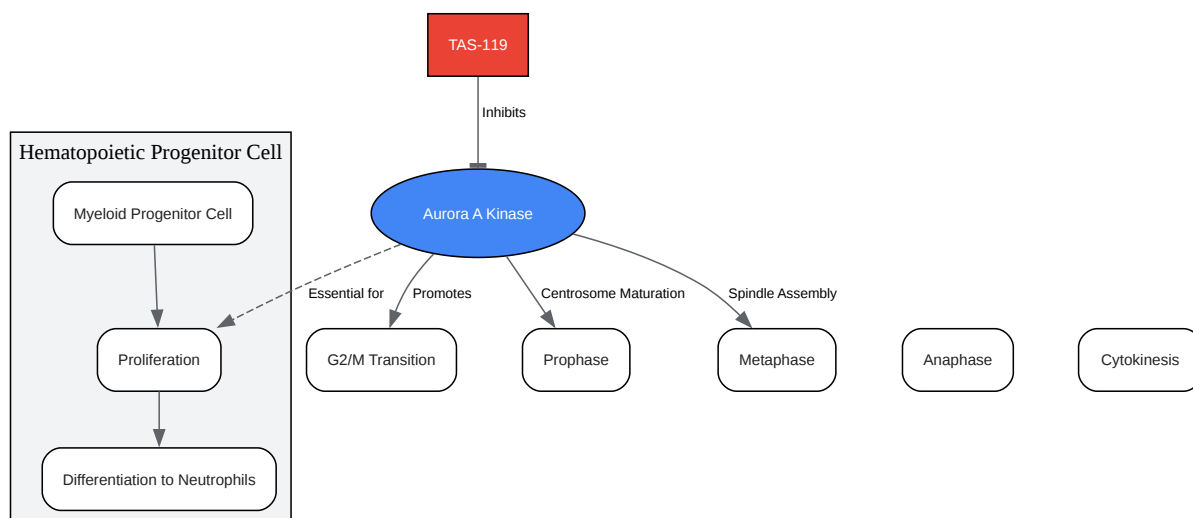 TAS-119
Inhibits
Hematopoietic Progenitor Cell
Myeloid Progenitor Cell
Aurora A Kinase
Essential for
Promotes
Centrosome Maturation
Spindle Assembly
Proliferation
G2/M Transition
Prophase
Metaphase
Anaphase
Cytokinesis
Differentiation to Neutrophils